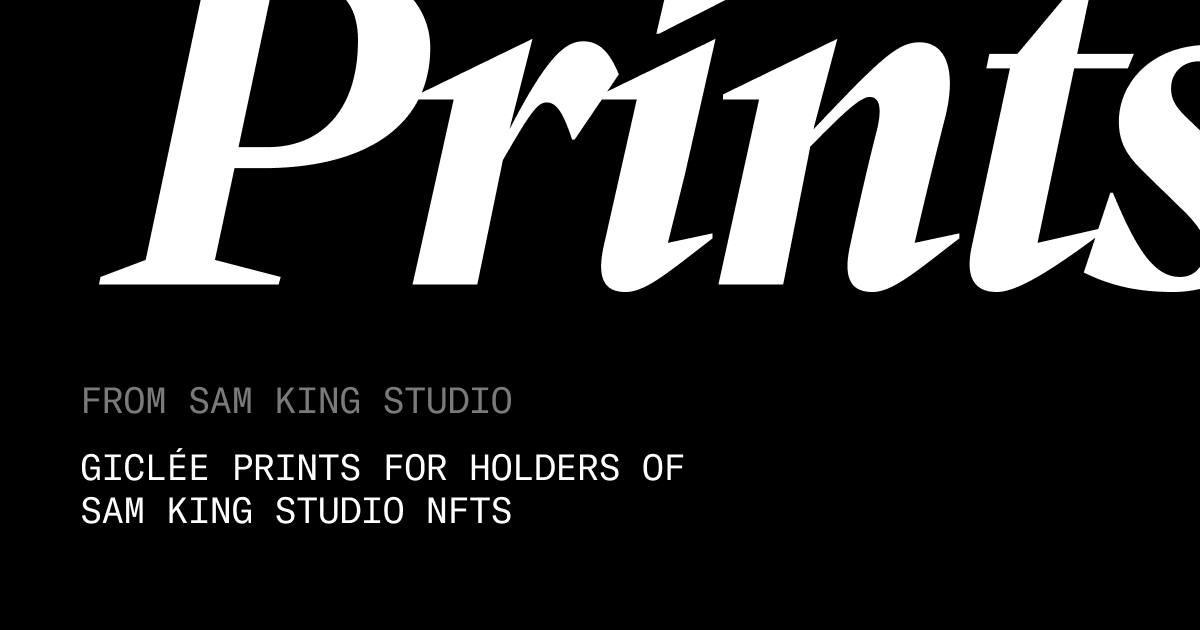 Prints
FROM SAM KING STUDIO
GICLÉE PRINTS FOR HOLDERS OF
SAM KING STUDIO NFTS